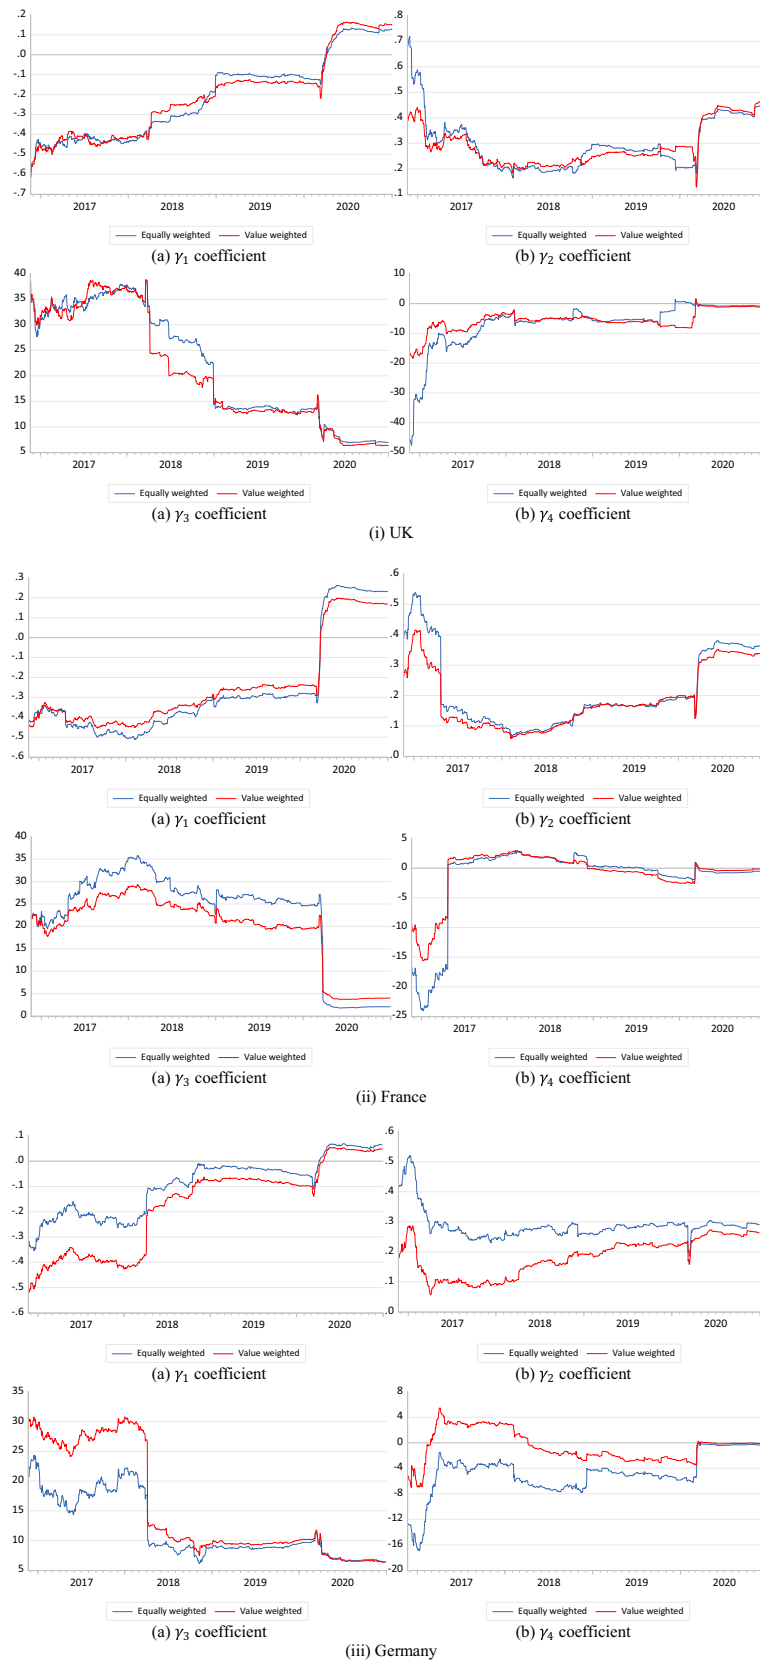 .2
.1
.0
-.1
-.2
-.3
-.4
-.5
-.6
-.7
2017 2018 2019 2020
Equally weighted Value weighted
(a) γ1 coefficient
.8
.7
.6
.5
.4
.3
.2
.1
2017 2018 2019 2020
Equally weighted Value weighted
(b) γ2 coefficient
40
35
30
25
20
15
10
5
2017 2018 2019 2020
Equally weighted Value weighted
(a) γ3 coefficient
10
0
-10
-20
-30
-40
-50
2017 2018 2019 2020
Equally weighted Value weighted
(b) γ4 coefficient
(i) UK
.3
.2
.1
.0
-.1
-.2
-.3
-.4
-.5
-.6
2017 2018 2019 2020
Equally weighted Value weighted
(a) γ1 coefficient
.6
.5
.4
.3
.2
.1
.0
2017 2018 2019 2020
Equally weighted Value weighted
(b) γ2 coefficient
40
35
30
25
20
15
10
5
0
2017 2018 2019 2020
Equally weighted Value weighted
(a) γ3 coefficient
5
0
-5
-10
-15
-20
-25
2017 2018 2019 2020
Equally weighted Value weighted
(b) γ4 coefficient
(ii) France
.1
.0
-.1
-.2
-.3
-.4
-.5
-.6
2017 2018 2019 2020
Equally weighted Value weighted
(a) γ1 coefficient
.6
.5
.4
.3
.2
.1
.0
2017 2018 2019 2020
Equally weighted Value weighted
(b) γ2 coefficient
35
30
25
20
15
10
5
2017 2018 2019 2020
Equally weighted Value weighted
(a) γ3 coefficient
8
4
0
-4
-8
-12
-16
-20
2017 2018 2019 2020
Equally weighted Value weighted
(b) γ4 coefficient
(iii) Germany